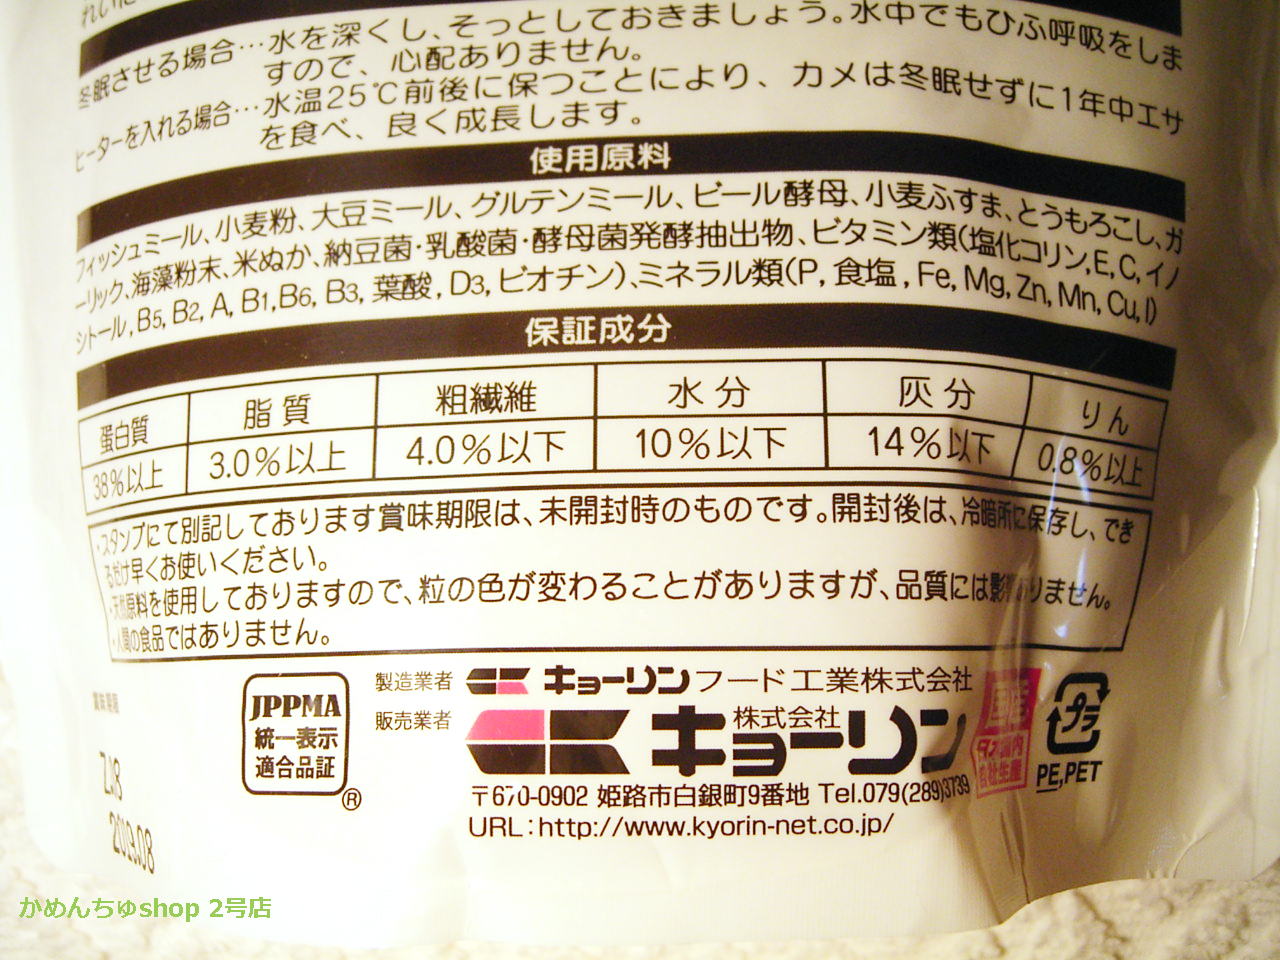 冬眠させる場合…水を深くし、そっとしておきましょう。水中でもひふ呼吸をしま
すので、心配ありません。
ヒーターを入れる場合…水温25℃前後に保つことにより、カメは冬眠せずに1年中エサ
を食べ、良く成長します。
使用原料
フィッシュミール、小麦粉、大豆ミール、グルテンミール、ビール酵母、小麦ふすま、とうもろこし、ガ
ーリック、海藻粉末、米ぬか、納豆菌・乳酸菌・酵母菌発酵抽出物、ビタミン類(塩化コリン,E,C,イノ
シトール,B5,B2,A,B1,B6,B3,葉酸,D3,ビオチン)、ミネラル類(P,食塩,Fe,Mg,Zn,Mn,Cu,I)
保証成分
蛋白質 脂質 粗繊維 水分 灰分 りん
38%以上 3.0%以上 4.0%以下 10%以下 14%以下 0.8%以上
・スタンプにて別記しております賞味期限は、未開封時のものです。開封後は、冷暗所に保存し、でき
るだけ早くお使いください。
・天然原料を使用しておりますので、粒の色が変わることがありますが、品質には影響ありません。
・人間の食品ではありません。
賞味期限
2019.08
JPPMA
統一表示
適合品証
®
製造業者 キョーリンフード工業株式会社
販売業者 株式会社キョーリン
〒670-0902 姫路市白銀町9番地 Tel.079(289)3739
URL:http://www.kyorin-net.co.jp/
国産
プラ
PE,PET
かめんちゅshop 2号店